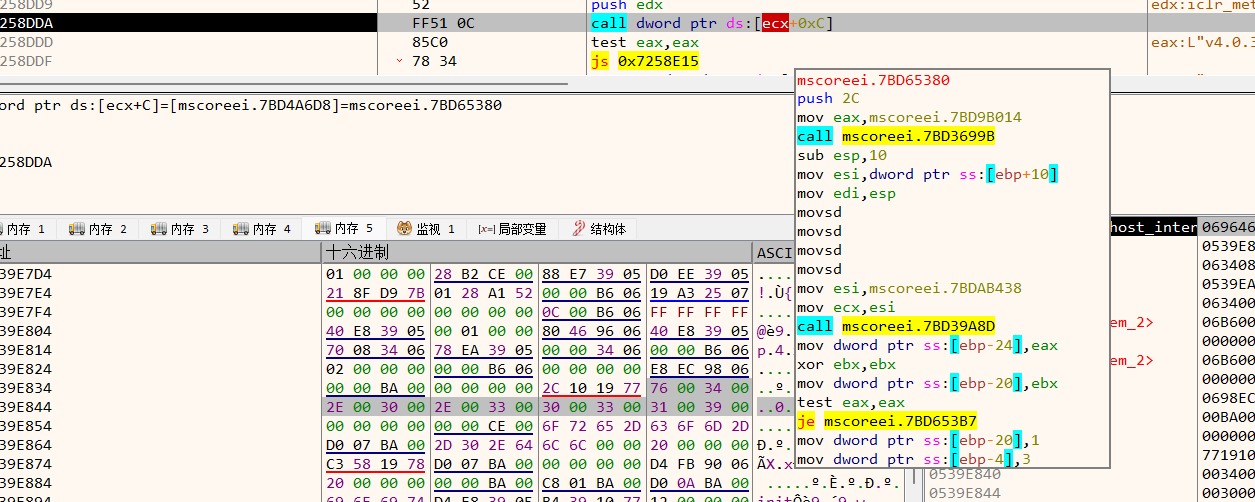 258DD9 52 push edx edx:iclr_met
258DDA FF51 0C call dword ptr ds:[ecx+0xC]
258DDD 85C0 test eax,eax eax:L"v4.0.3
258DDF 78 34 js 0x7258E15
ord ptr ds:[ecx+C]=[mscoreei.7BD4A6D8]=mscoreei.7BD65380
258DDA
mscoreei.7BD65380
push 2C
mov eax,mscoreei.7BD9B014
call mscoreei.7BD3699B
sub esp,10
mov esi,dword ptr ss:[ebp+10]
mov edi,esp
movsd
movsd
movsd
movsd
mov esi,mscoreei.7BDAB438
mov ecx,esi
call mscoreei.7BD39A8D
mov dword ptr ss:[ebp-24],eax
xor ebx,ebx
mov dword ptr ss:[ebp-20],ebx
test eax,eax
je mscoreei.7BD653B7
mov dword ptr ss:[ebp-20],1
mov dword ptr ss:[ebp-4],3
内存 1 内存 2 内存 3 内存 4 内存 5 监视 1 [x=]局部变量 结构体
址 十六进制 ASCI
39E7D4 01 00 00 00 28 B2 CE 00 88 E7 39 05 D0 EE 39 05
39E7E4 21 8F D9 7B 01 28 A1 52 00 00 B6 06 19 A3 25 07 !.Ù{
39E7F4 00 00 00 00 00 00 00 00 0C 00 B6 06 FF FF FF FF
39E804 40 E8 39 05 00 01 00 00 80 46 96 06 40 E8 39 05 @è9.
39E814 70 08 34 06 78 EA 39 05 00 00 34 06 00 00 B6 06 p.4.
39E824 02 00 00 00 00 00 B6 06 00 00 00 00 E8 EC 98 06
39E834 00 00 BA 00 00 00 00 00 2C 10 19 77 76 00 34 00 ..º.
39E844 2E 00 30 00 2E 00 33 00 30 00 33 00 31 00 39 00 ..0.
39E854 00 00 00 00 00 00 CE 00 6F 72 65 2D 63 6F 6D 2D
39E864 D0 07 BA 00 2D 30 2E 64 6C 6C 00 00 20 00 00 00 Ð.º.
39E874 C3 58 19 78 D0 07 BA 00 00 00 00 00 D4 FB 90 06 ÃX.x
39E884 20 00 00 00 00 00 BA 00 C8 01 BA 00 D0 0A BA 00 .....º.È.º.Ð.º.
host_inter
em_2>
em_2>
069646
0539E8
063408
0539EA
063400
06B600
000000
06B600
000000
0698EC
00BA00
000000
771910
003400
003000
0539E840
0539E844